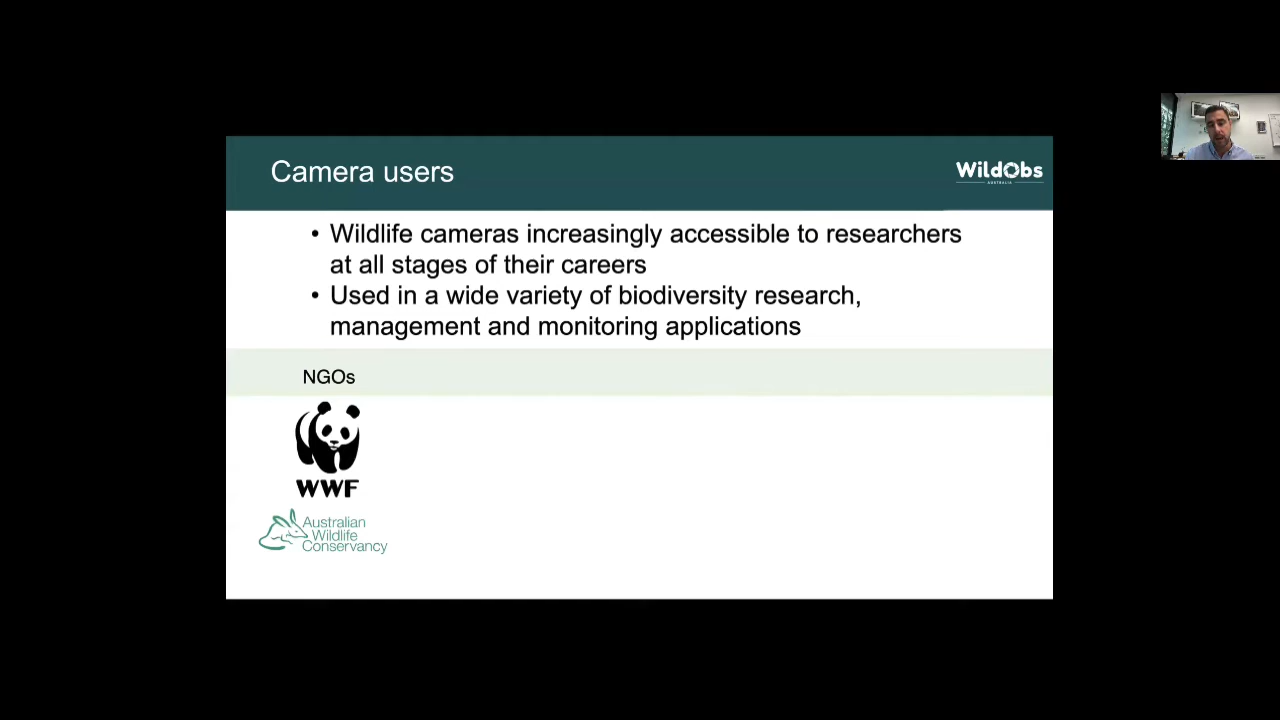 Camera users
WildObs
AUSTRALIA
• Wildlife cameras increasingly accessible to researchers
at all stages of their careers
• Used in a wide variety of biodiversity research,
management and monitoring applications
NGOs
WWF
Australian
Wildlife
Conservancy